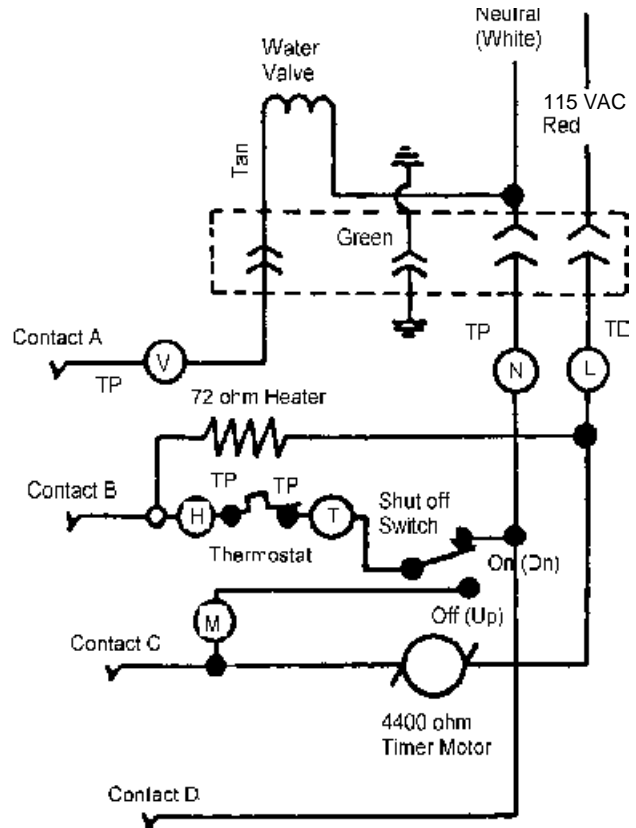 Neutral
(White)
Water
Valve
115 VAC
Red
Tan
Green
TP
Contact A
V
TP
N
L
72 ohm Heater
TP
TP
Contact B
H
T
Shut off
Switch
Thermostat
On (Dn)
Off (Up)
M
Contact C
4400 ohm
Timer Motor
Contact D